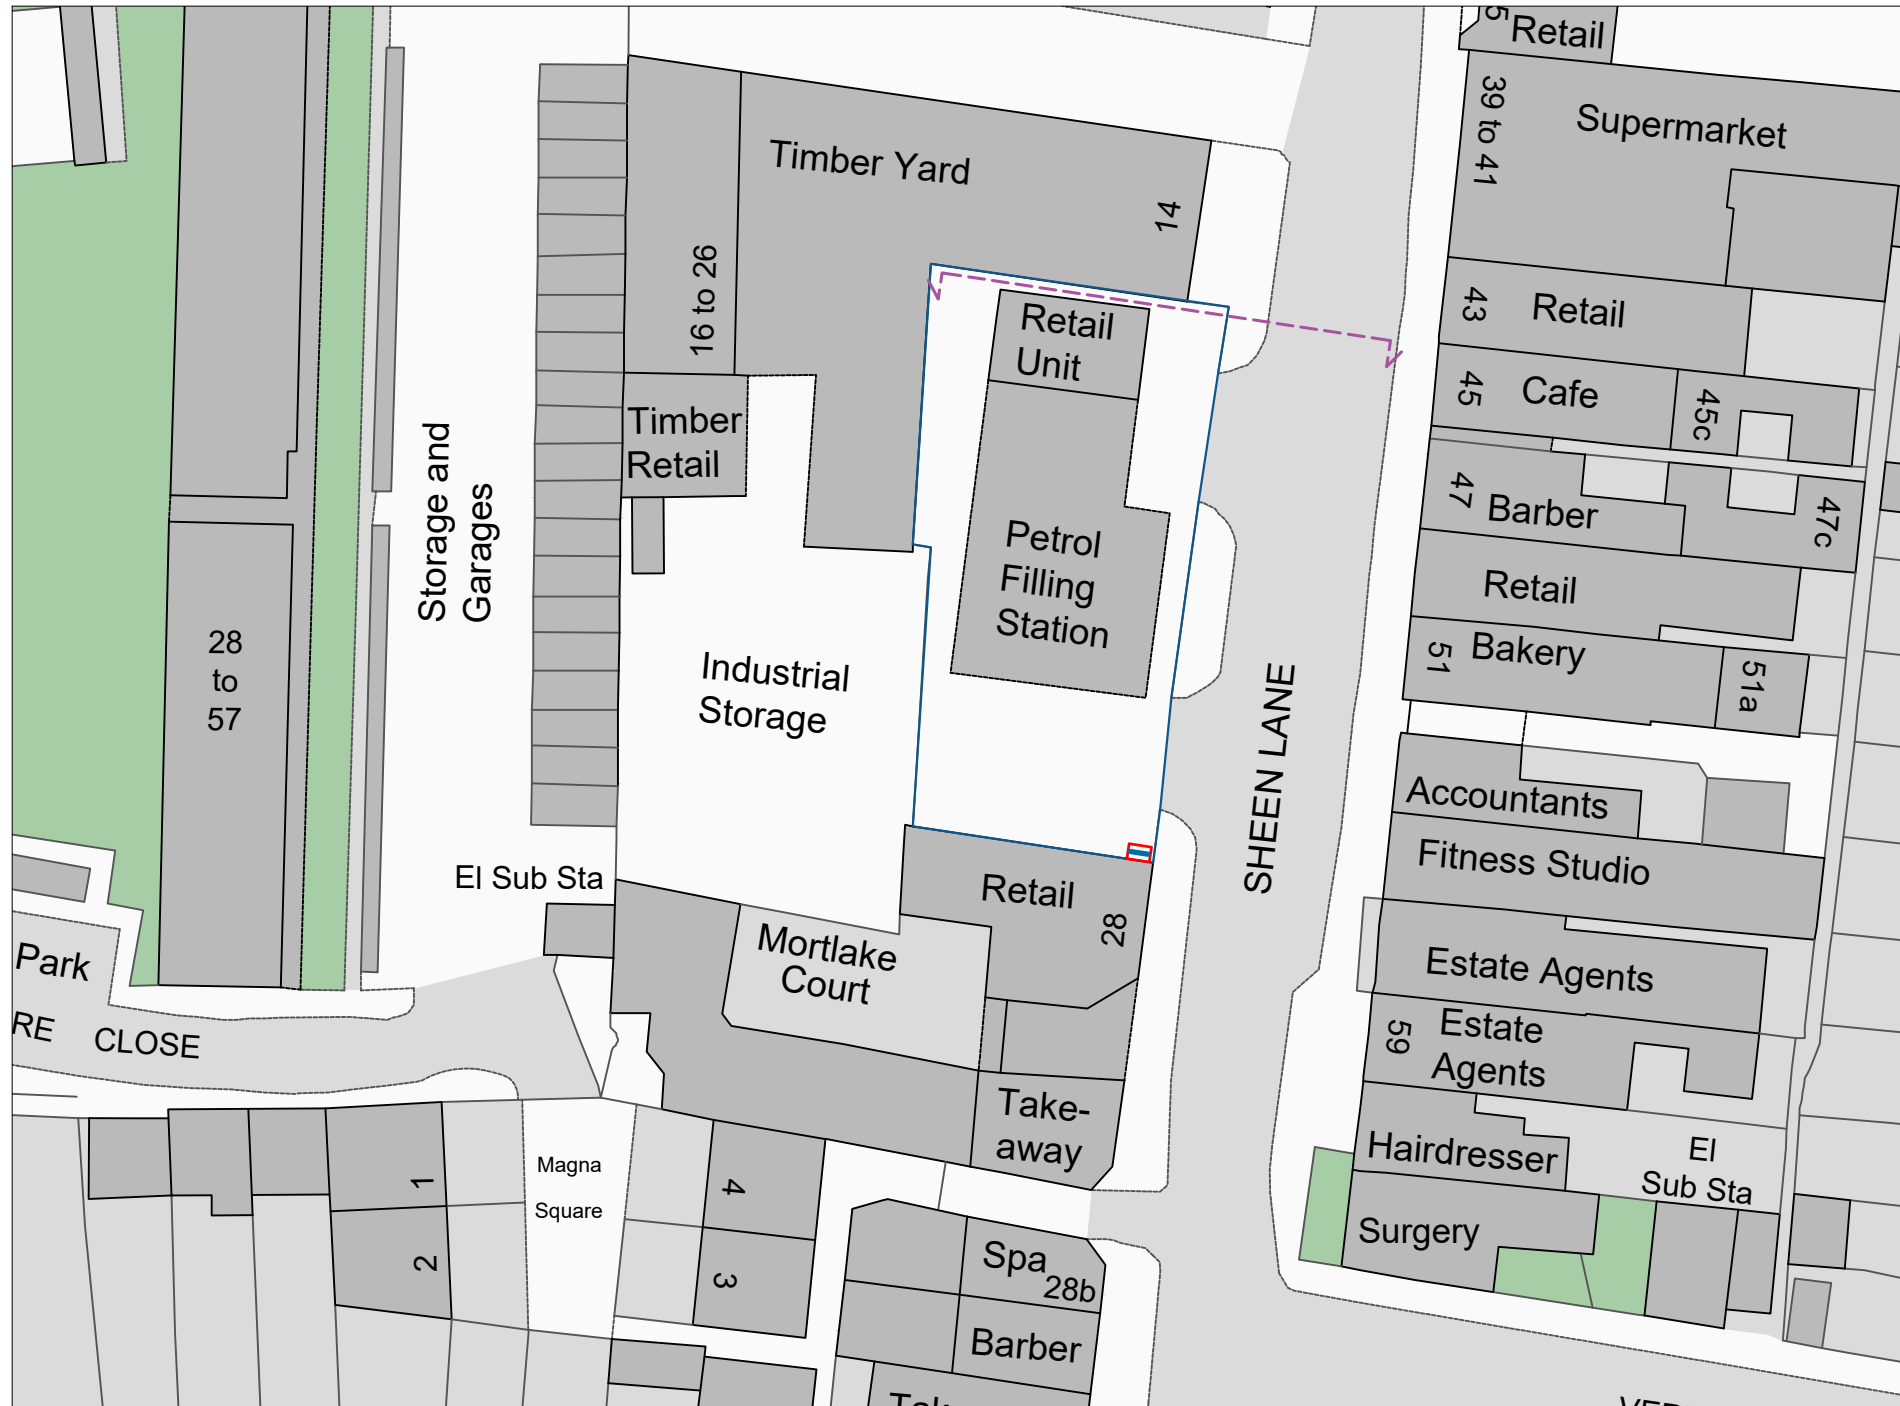 5
Retail
39 to 41
Supermarket
Timber Yard
14
16 to 26
43
Retail
Retail
Unit
45
Cafe
45c
Timber
Retail
Storage and
Garages
47
Barber
47c
Petrol
Filling
Station
Retail
28
to
57
51
Bakery
51a
Industrial
Storage
SHEEN LANE
Accountants
Fitness Studio
El Sub Sta
Retail
28
Mortlake
Court
Park
Estate Agents
RE CLOSE
59
Estate
Agents
Take-
away
Hairdresser
El
Sub Sta
Magna
Square
1
2
4
3
Surgery
Spa
28b
Barber